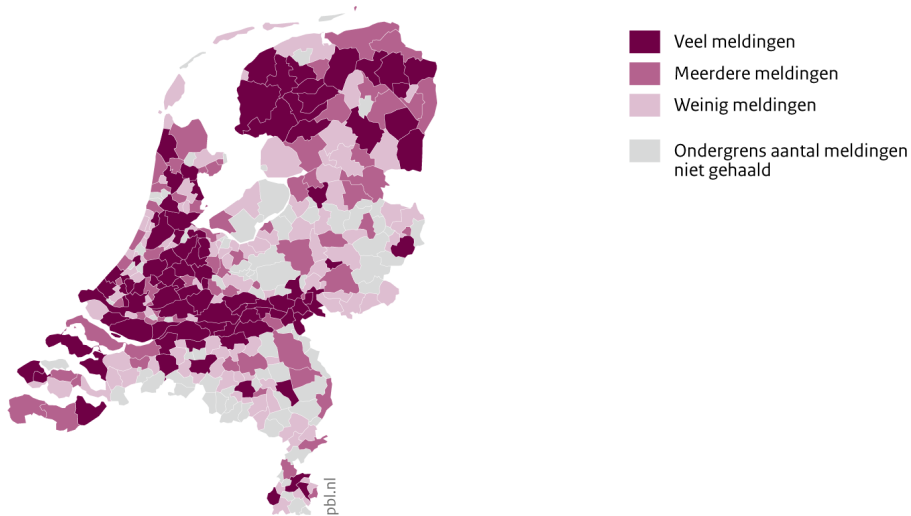 Veel meldingen
Meerdere meldingen
Weinig meldingen
Ondergrens aantal meldingen
niet gehaald
pbl.nl